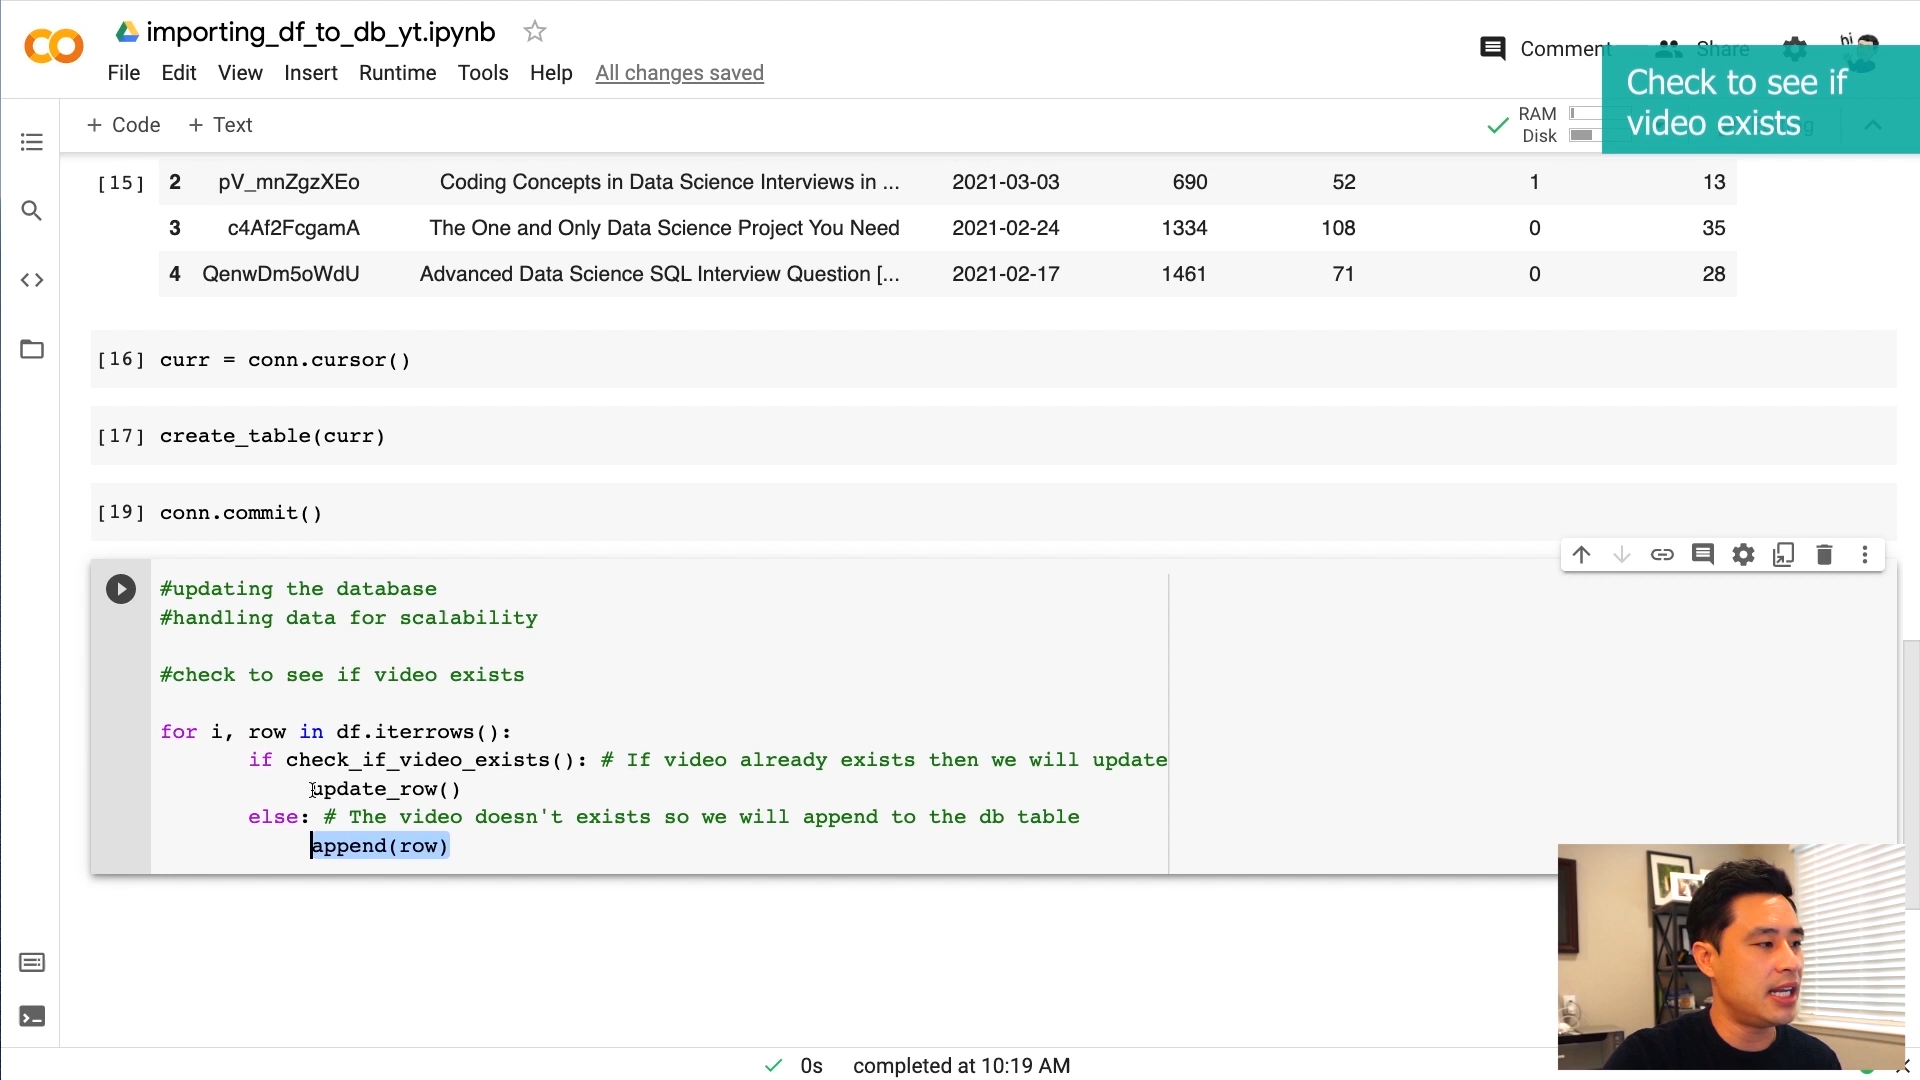 importing_df_to_db_yt.ipynb
File Edit View Insert Runtime Tools Help All changes saved
Comment Share
hi
Check to see if
video exists
+ Code + Text
RAM
Disk
[15] 2 pV_mnZgzXEo Coding Concepts in Data Science Interviews in ... 2021-03-03 690 52 1 13
3 c4Af2FcgamA The One and Only Data Science Project You Need 2021-02-24 1334 108 0 35
4 QenwDm5oWdU Advanced Data Science SQL Interview Question [... 2021-02-17 1461 71 0 28
[16] curr = conn.cursor()
[17] create_table(curr)
[19] conn.commit()
#updating the database
#handling data for scalability
#check to see if video exists
for i, row in df.iterrows():
if check_if_video_exists(): # If video already exists then we will update
update_row()
else: # The video doesn't exists so we will append to the db table
append(row)
0s completed at 10:19 AM